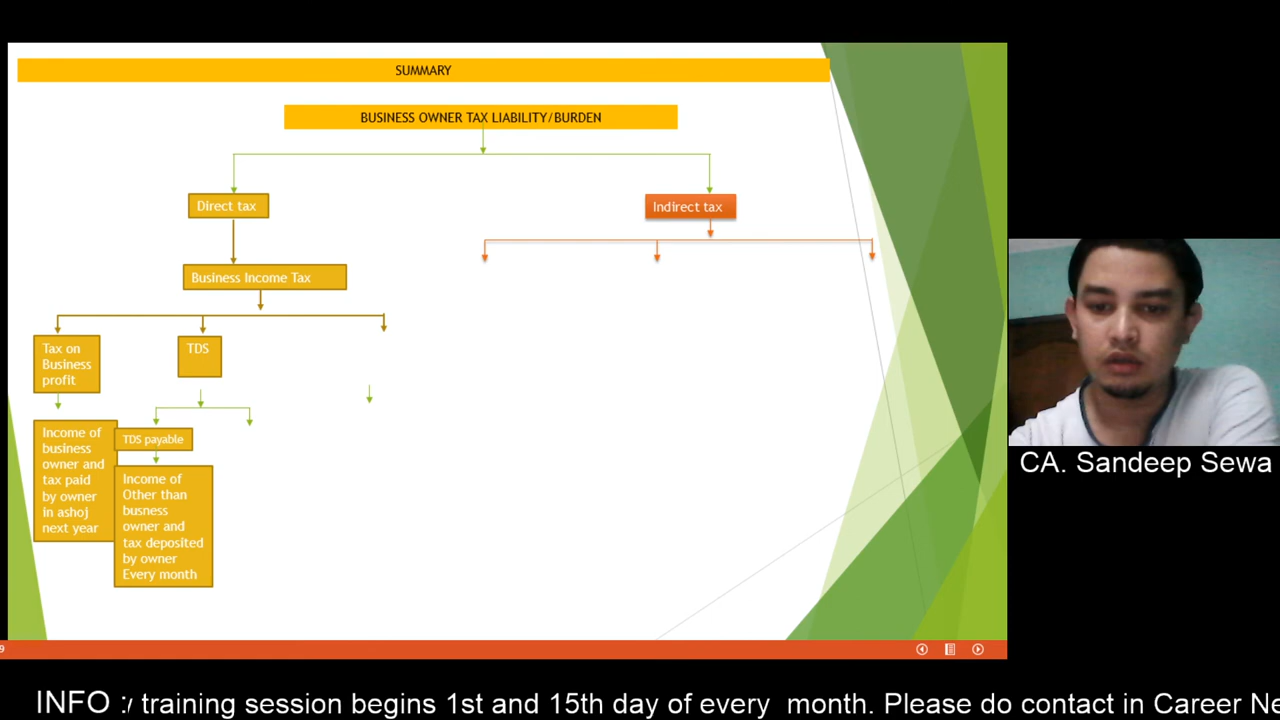 SUMMARY
BUSINESS OWNER TAX LIABILITY/BURDEN
Direct tax
Indirect tax
Business Income Tax
Tax on
Business
profit
TDS
Income of
business
owner and
tax paid
by owner
in ashoj
next year
TDS payable
Income of
Other than
busness
owner and
tax deposited
by owner
Every month
CA. Sandeep Sewa
9
INFO : training session begins 1st and 15th day of every month. Please do contact in Career